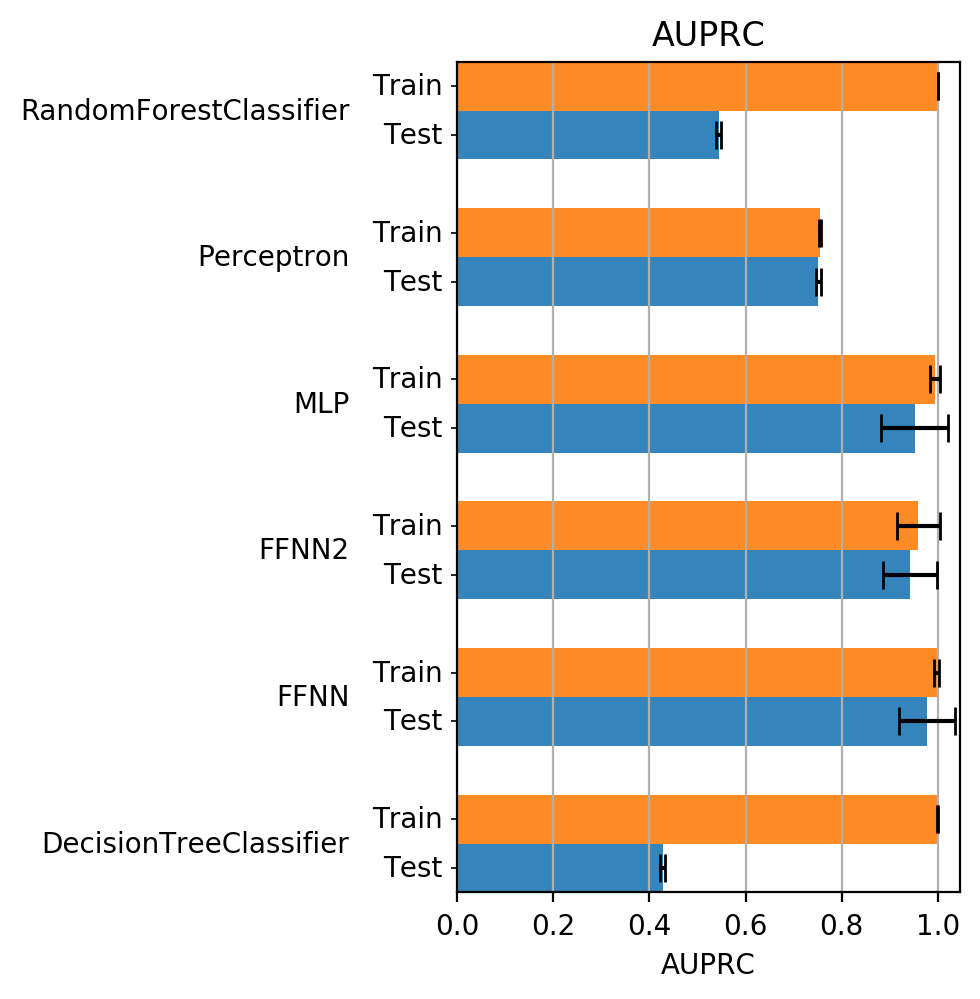 AUPRC
RandomForestClassifier
Train
Test
Perceptron
Train
Test
MLP
Train
Test
FFNN2
Train
Test
FFNN
Train
Test
DecisionTreeClassifier
Train
Test
0.0 0.2 0.4 0.6 0.8 1.0
AUPRC